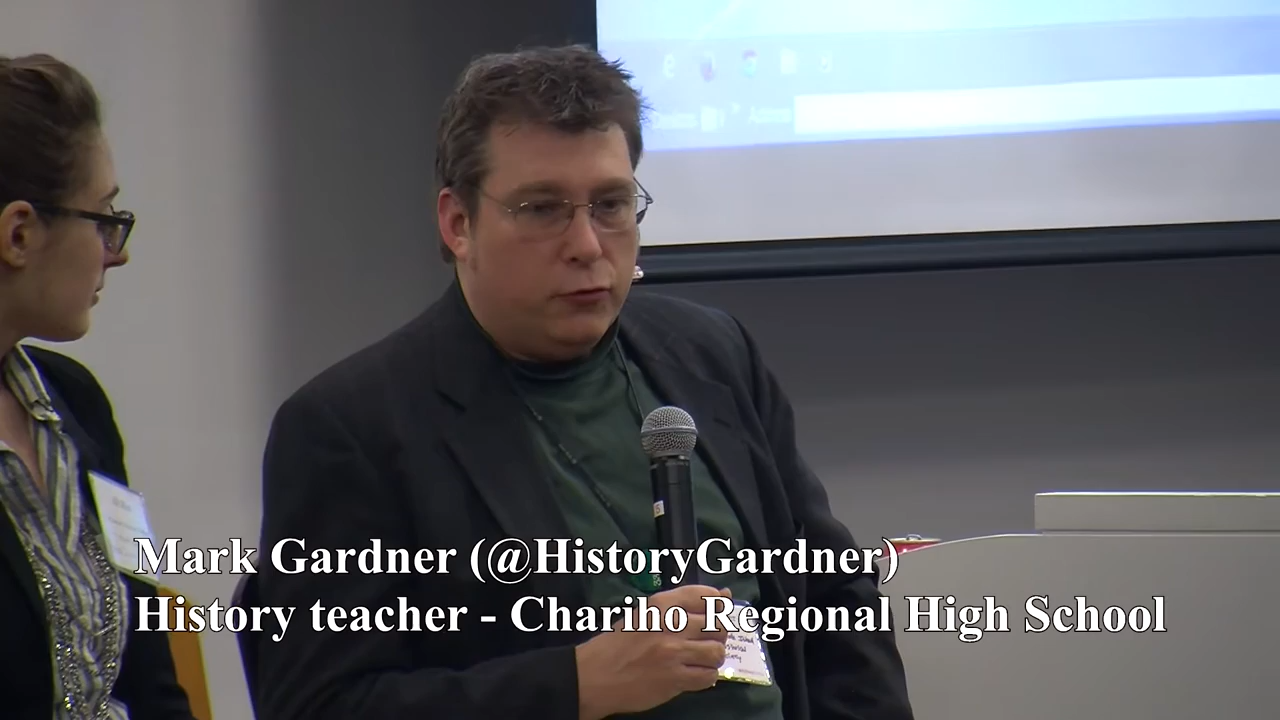 Mark Gardner (@HistoryGardner)
History teacher - Chariho Regional High School